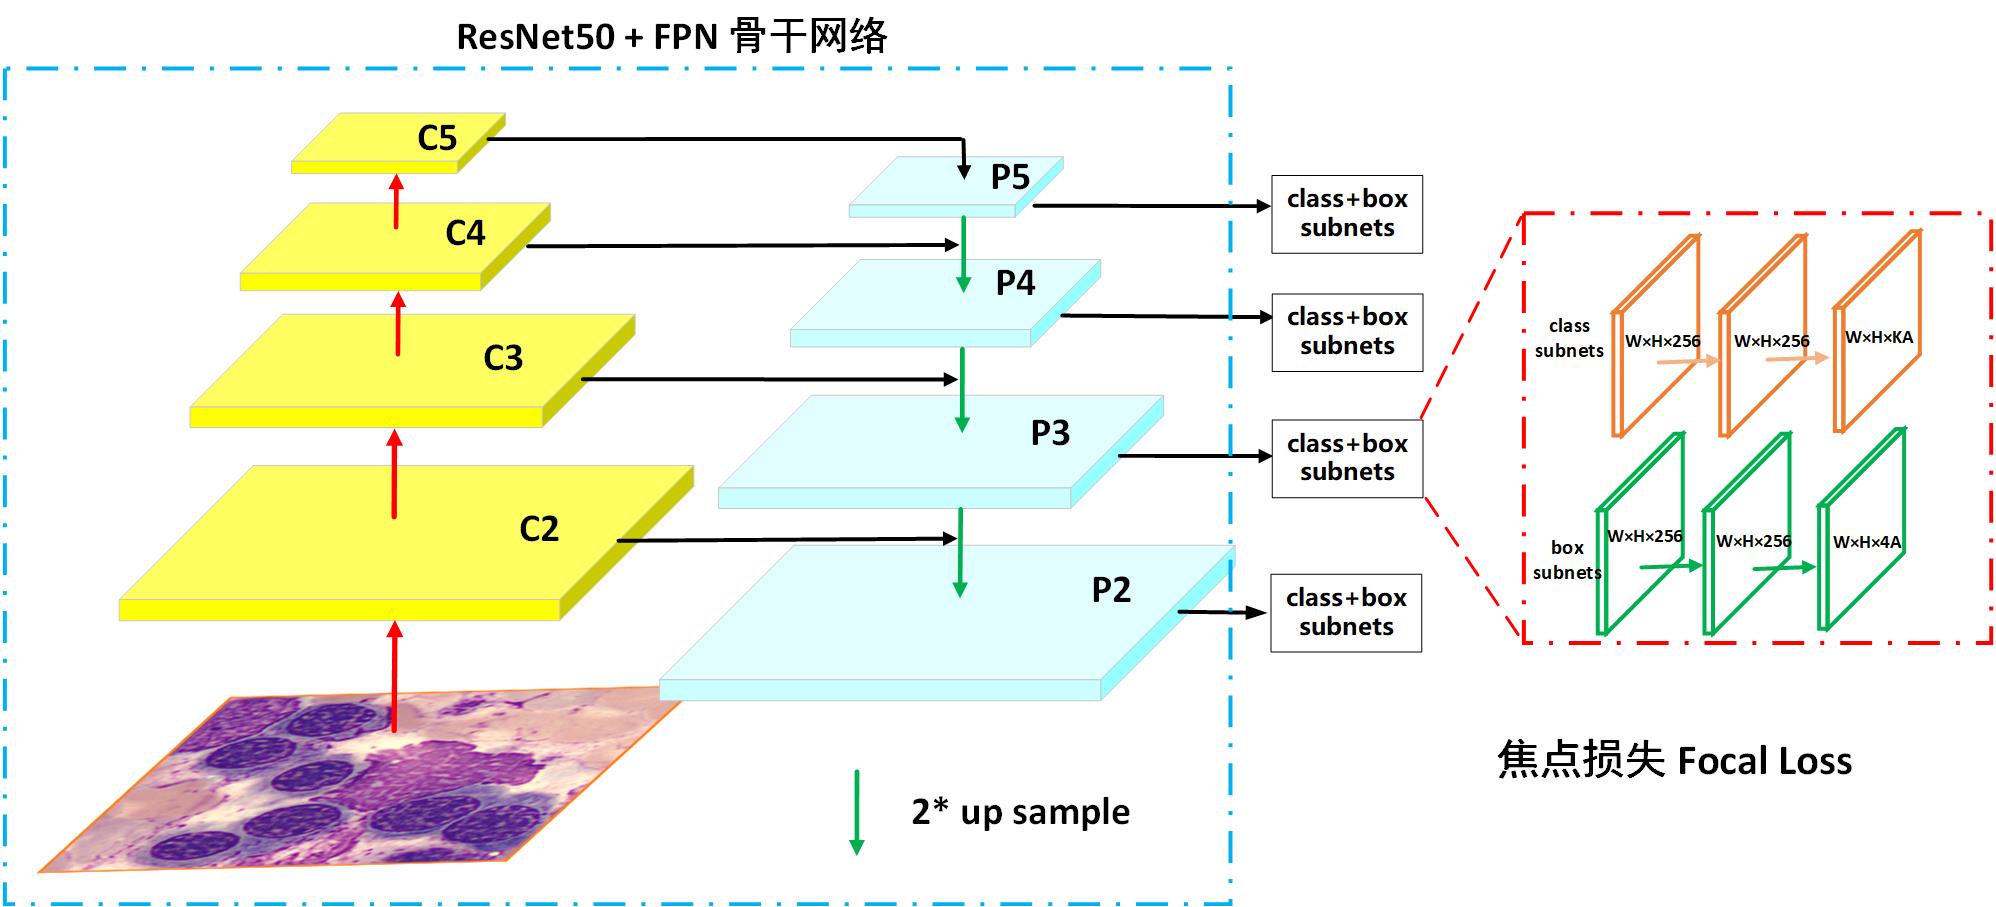 ResNet50 + FPN 骨干网络
C5
P5
class+box
subnets
C4
P4
class+box
subnets
C3
P3
class+box
subnets
C2
P2
class+box
subnets
2* up sample
class
subnets
W×H×256
W×H×256
W×H×KA
box
subnets
W×H×256
W×H×256
W×H×4A
焦点损失 Focal Loss